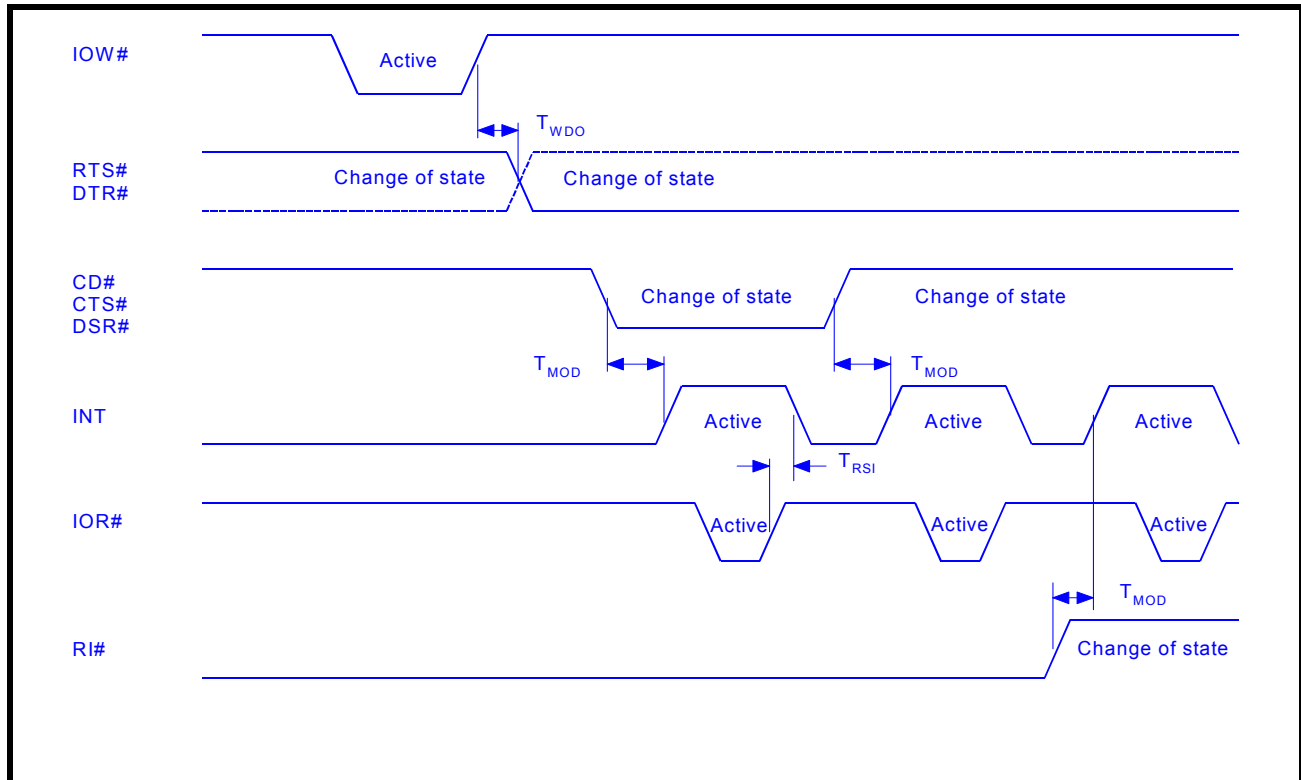 IOW#
Active
TWDO
RTS#
DTR#
Change of state
Change of state
CD#
CTS#
DSR#
Change of state
Change of state
TMOD
TMOD
INT
Active
Active
Active
TRSI
IOR#
Active
Active
Active
TMOD
RI#
Change of state